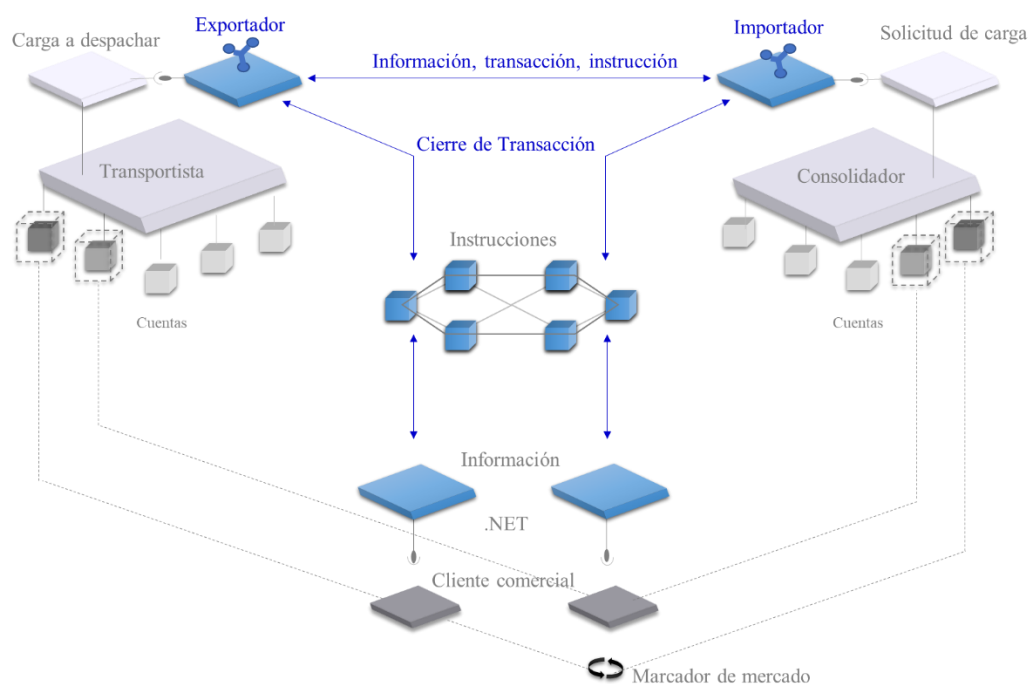 Exportador
Importador
Carga a despachar
Solicitud de carga
Información, transacción, instrucción
Cierre de Transacción
Transportista
Consolidador
Instrucciones
Cuentas
Cuentas
Información
.NET
Cliente comercial
Marcador de mercado